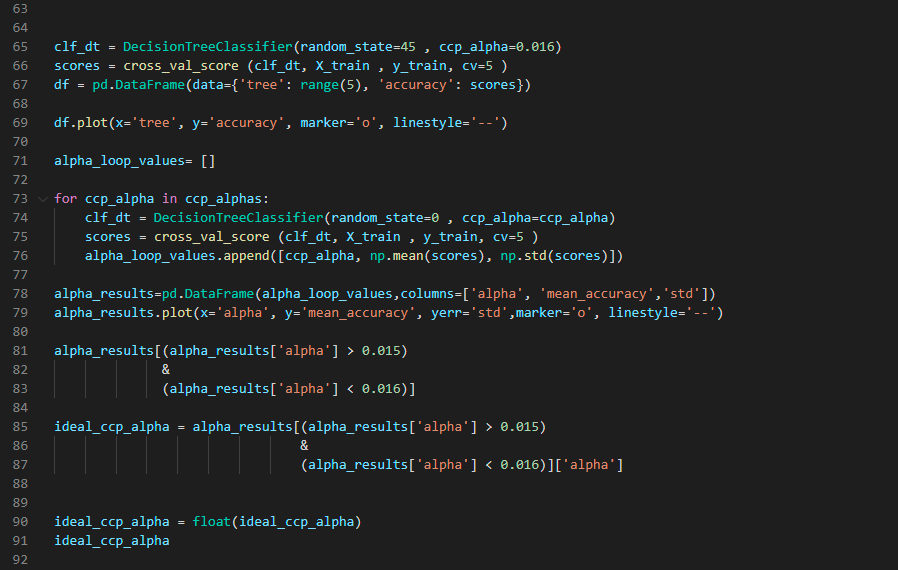 63
64
65 clf_dt = DecisionTreeClassifier(random_state=45 , ccp_alpha=0.016)
66 scores = cross_val_score (clf_dt, X_train , y_train, cv=5 )
67 df = pd.DataFrame(data={'tree': range(5), 'accuracy': scores})
68
69 df.plot(x='tree', y='accuracy', marker='o', linestyle='--')
70
71 alpha_loop_values= []
72
73 for ccp_alpha in ccp_alphas:
74     clf_dt = DecisionTreeClassifier(random_state=0 , ccp_alpha=ccp_alpha)
75     scores = cross_val_score (clf_dt, X_train , y_train, cv=5 )
76     alpha_loop_values.append([ccp_alpha, np.mean(scores), np.std(scores)])
77
78 alpha_results=pd.DataFrame(alpha_loop_values,columns=['alpha', 'mean_accuracy','std'])
79 alpha_results.plot(x='alpha', y='mean_accuracy', yerr='std',marker='o', linestyle='--')
80
81 alpha_results[(alpha_results['alpha'] > 0.015)
82               &
83               (alpha_results['alpha'] < 0.016)]
84
85 ideal_ccp_alpha = alpha_results[(alpha_results['alpha'] > 0.015)
86                                 &
87                                 (alpha_results['alpha'] < 0.016)]['alpha']
88
89
90 ideal_ccp_alpha = float(ideal_ccp_alpha)
91 ideal_ccp_alpha
92